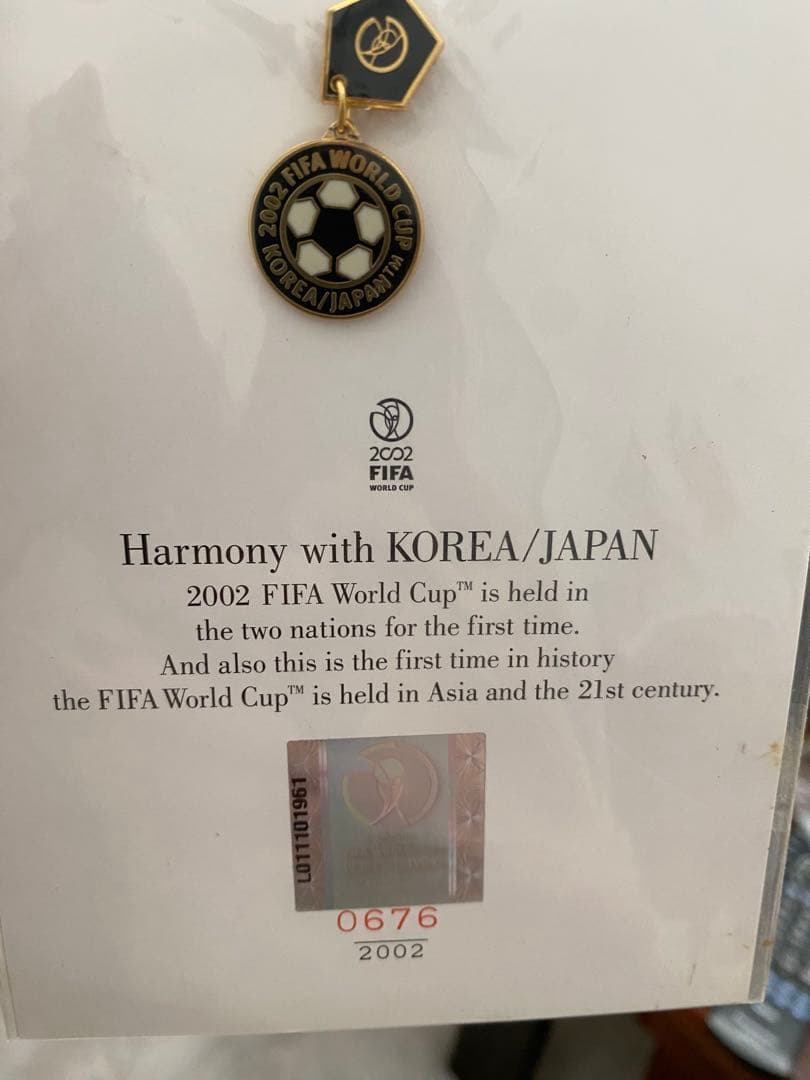 2002 FIFA WORLD CUP
KOREA/JAPAN™
2002
FIFA
WORLD CUP
Harmony with KOREA/JAPAN
2002 FIFA World Cup™ is held in
the two nations for the first time.
And also this is the first time in history
the FIFA World Cup™ is held in Asia and the 21st century.
L011101961
0676
2002